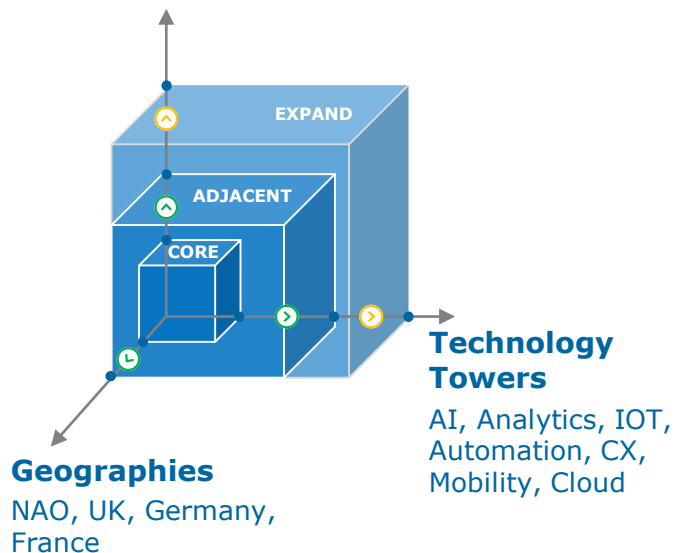 EXPAND
ADJACENT
CORE
Technology
Towers
AI, Analytics, IOT,
Automation, CX,
Mobility, Cloud
Geographies
NAO, UK, Germany,
France